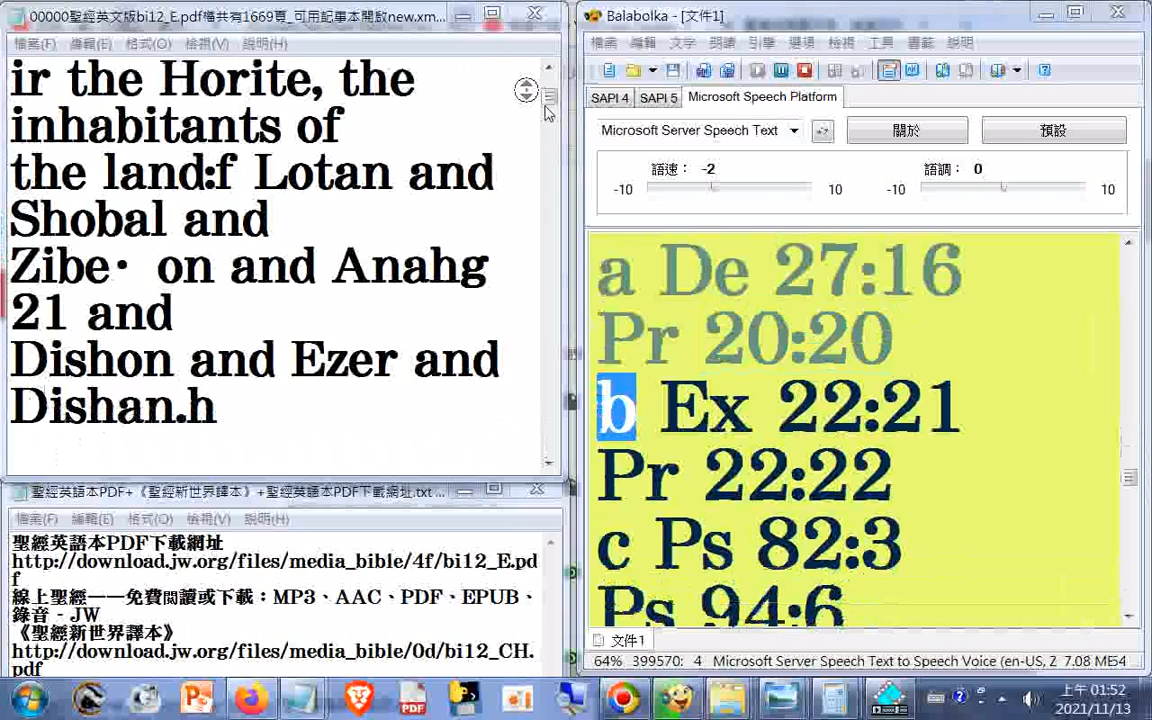 00000聖經英文版bi12_E.pdf檔共有1669頁_可用記事本開啟new.xm...
檔案(F) 編輯(E) 格式(O) 檢視(V) 說明(H)
ir the Horite, the
inhabitants of
the land:f Lotan and
Shobal and
Zibe· on and Anahg
21 and
Dishon and Ezer and
Dishan.h
聖經英語本PDF+《聖經新世界譯本》+聖經英語本PDF下載網址.txt ...
檔案(F) 編輯(E) 格式(O) 檢視(V) 說明(H)
聖經英語本PDF下載網址
http://download.jw.org/files/media_bible/4f/bi12_E.pd
f
線上聖經──免費閱讀或下載：MP3、AAC、PDF、EPUB、
錄音 - JW
《聖經新世界譯本》
http://download.jw.org/files/media_bible/0d/bi12_CH.
pdf
Balabolka - [文件1]
檔案 編輯 文字 朗讀 引擎 選項 檢視 工具 書籤 說明
SAPI 4 SAPI 5 Microsoft Speech Platform
Microsoft Server Speech Text
關於
預設
語速： -2
-10 10
語調： 0
-10 10
a De 27:16
Pr 20:20
b Ex 22:21
Pr 22:22
c Ps 82:3
Ps 94:6
文件1
64% 399570: 4 Microsoft Server Speech Text to Speech Voice (en-US, Z 7.08 ME54
上午 01:52
2021/11/13